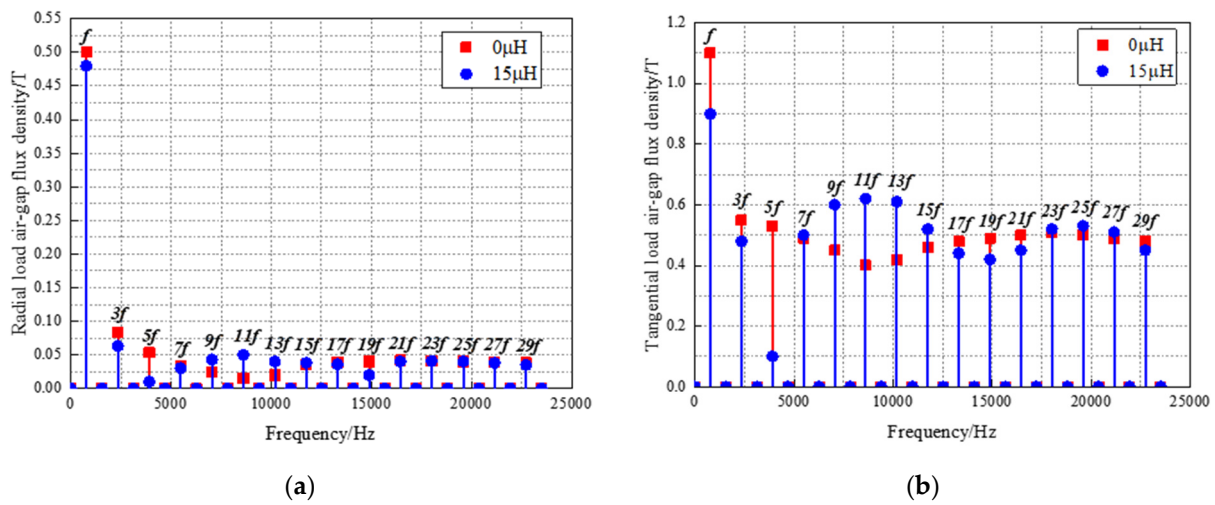 Radial load air-gap flux density/T
0.55
0.50
0.45
0.40
0.35
0.30
0.25
0.20
0.15
0.10
0.05
0.00
f
3f
5f
7f
9f
11f
13f
15f
17f
19f
21f
23f
25f
27f
29f
0μH
15μH
0
5000
10000
15000
20000
25000
Frequency/Hz
(a)
Tangential load air-gap flux density/T
1.2
1.0
0.8
0.6
0.4
0.2
0.0
f
3f
5f
7f
9f
11f
13f
15f
17f
19f
21f
23f
25f
27f
29f
0μH
15μH
0
5000
10000
15000
20000
25000
Frequency/Hz
(b)